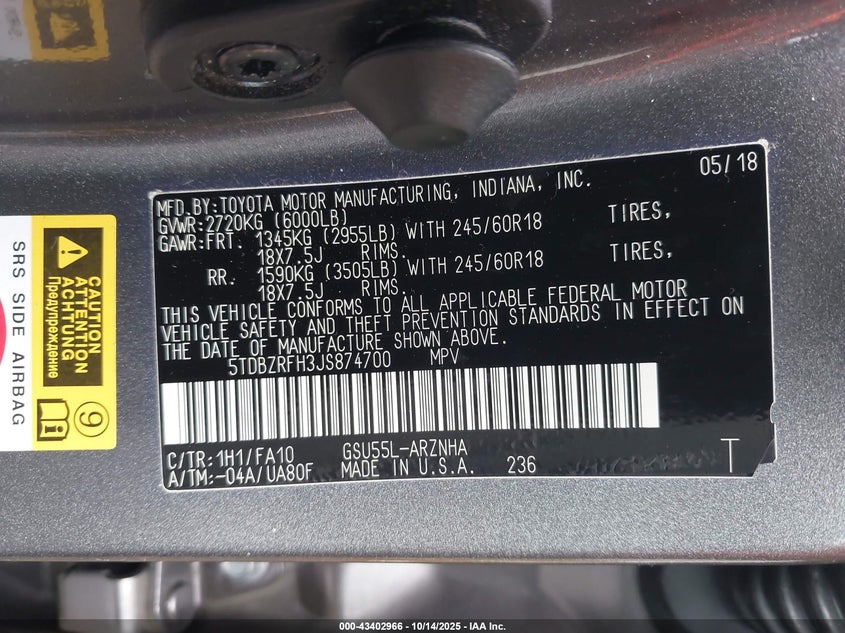 MFD.BY:TOYOTA MOTOR MANUFACTURING, INDIANA, INC. 05/18
GVWR:2720KG (6000LB)
GAWR:FRT. 1345KG (2955LB) WITH 245/60R18 TIRES,
18X7.5J RIMS.
RR. 1590KG (3505LB) WITH 245/60R18 TIRES,
18X7.5J RIMS.
THIS VEHICLE CONFORMS TO ALL APPLICABLE FEDERAL MOTOR
VEHICLE SAFETY AND THEFT PREVENTION STANDARDS IN EFFECT ON
THE DATE OF MANUFACTURE SHOWN ABOVE.
5TDBZRFH3JS874700 MPV
C/TR:1H1/FA10 GSU55L-ARZNHA
A/TM:-04A/UA80F MADE IN U.S.A. 236 T
SRS SIDE AIRBAG
CAUTION
ATTENTION
ACHTUNG
Предупреждение
9
000-43402966 - 10/14/2025 - IAA Inc.